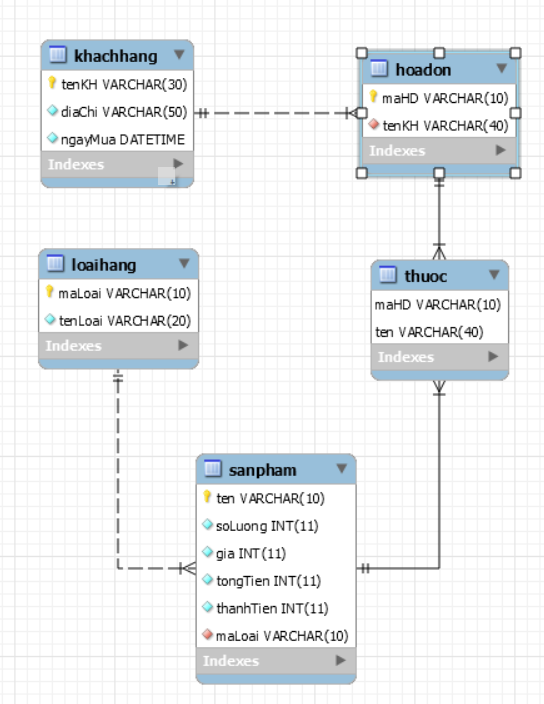 khachhang
tenKH VARCHAR(30)
diaChi VARCHAR(50)
ngayMua DATETIME
Indexes
hoadon
maHD VARCHAR(10)
tenKH VARCHAR(40)
Indexes
loaihang
maLoai VARCHAR(10)
tenLoai VARCHAR(20)
Indexes
thuoc
maHD VARCHAR(10)
ten VARCHAR(40)
Indexes
sanpham
ten VARCHAR(10)
soLuong INT(11)
gia INT(11)
tongTien INT(11)
thanhTien INT(11)
maLoai VARCHAR(10)
Indexes